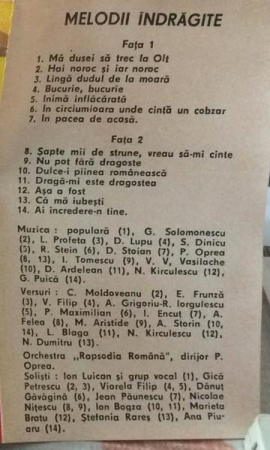 MELODII ÎNDRĂGITE
Fața 1
1. Mă dusei să trec la Olt
2. Hai noroc și iar noroc
3. Lîngă dudul de la moară
4. Bucurie, bucurie
5. Inimă inflăcărată
6. In circiumioara unde cîntă un cobzar
7. In pacea de acasă.
Fața 2
8. Șapte mii de strune, vreau să-mi cinte
9. Nu pot fără dragoste
10. Dulce-i piinea românească
11. Dragă-mi este dragostea
12. Așa a fost
13. Că mă iubești
14. Ai incredere-n tine.
Muzica : populară (1), G. Solomonescu
(2), L. Profeta (3), D. Lupu (4), S. Dinicu
(5), R. Stein (6), D. Stoian (7), P. Oprea
(8, 13), I. Tomescu (9), V. V. Vasilache
(10), D. Ardelean (11), N. Kirculescu (12),
G. Puică (14).
Versuri : C. Moldoveanu (2), E. Frunză
(3), V. Filip (4), A. Grigoriu-R. Iorgulescu
(5), P. Maximilian (6), I. Encuț (7), A.
Felea (8), M. Aristide (9), A. Storin (10,
14), L. Blaga (11), N. Kirculescu (12),
N. Dumitru (13).
Orchestra „Rapsodia Română", dirijor P.
Oprea.
Soliști : Ion Luican și grup vocal (1), Gică
Petrescu (2, 3), Viorela Filip (4, 5), Dănuț
Găvăgină (6), Jean Păunescu (7), Nicolae
Nițescu (8, 9), Ion Bogza (10, 11), Marieta
Bratu (12), Ștefania Rareș (13), Ana Piu-
aru (14).